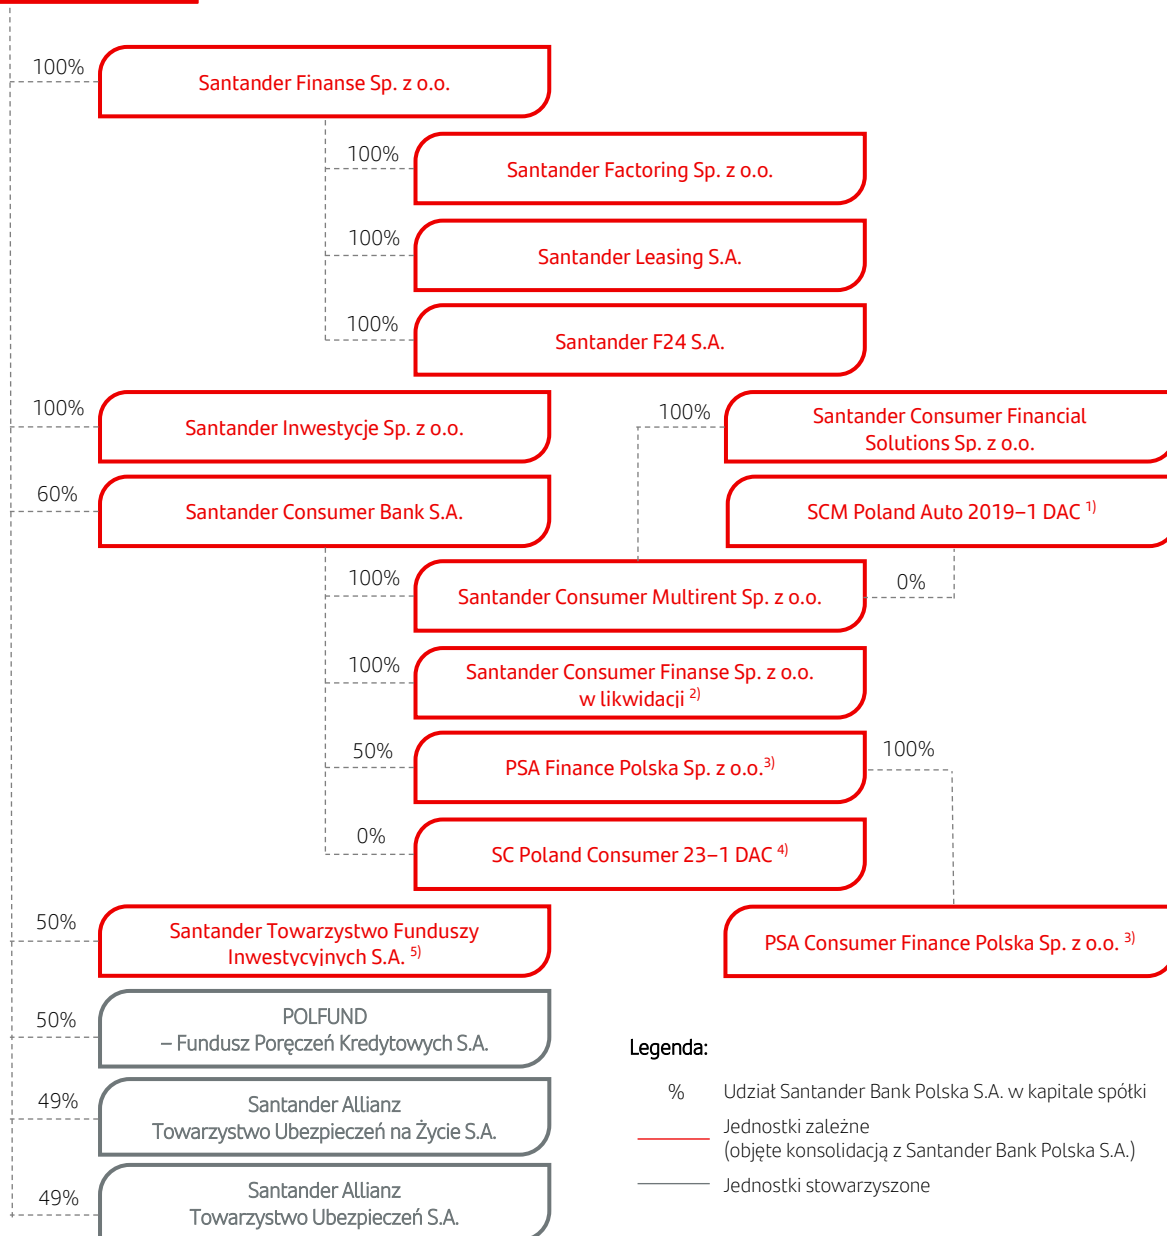 100%
Santander Finanse Sp. z o.o.
100%
Santander Factoring Sp. z o.o.
100%
Santander Leasing S.A.
100%
Santander F24 S.A.
100%
Santander Inwestycje Sp. z o.o.
100%
Santander Consumer Financial
Solutions Sp. z o.o.
60%
Santander Consumer Bank S.A.
SCM Poland Auto 2019–1 DAC 1)
100%
Santander Consumer Multirent Sp. z o.o.
0%
100%
Santander Consumer Finanse Sp. z o.o.
w likwidacji 2)
50%
PSA Finance Polska Sp. z o.o.3)
100%
0%
SC Poland Consumer 23–1 DAC 4)
50%
Santander Towarzystwo Funduszy
Inwestycyjnych S.A. 5)
PSA Consumer Finance Polska Sp. z o.o. 3)
50%
POLFUND
– Fundusz Poręczeń Kredytowych S.A.
49%
Santander Allianz
Towarzystwo Ubezpieczeń na Życie S.A.
49%
Santander Allianz
Towarzystwo Ubezpieczeń S.A.
Legenda:
% Udział Santander Bank Polska S.A. w kapitale spółki
Jednostki zależne
(objęte konsolidacją z Santander Bank Polska S.A.)
Jednostki stowarzyszone